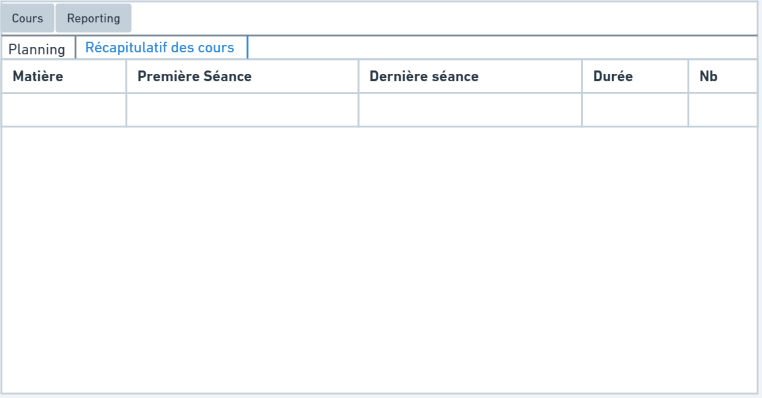 Cours Reporting
Planning Récapitulatif des cours
Matière Première Séance Dernière séance Durée Nb